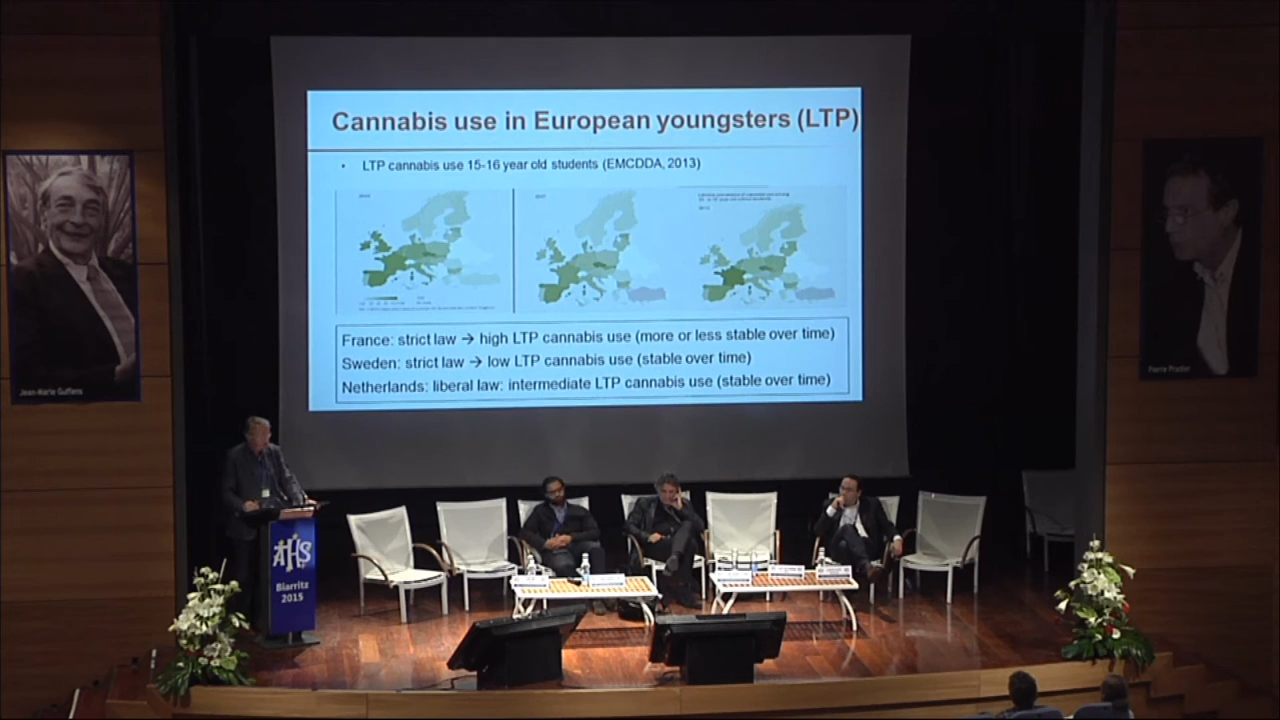 Cannabis use in European youngsters (LTP)
• LTP cannabis use 15-16 year old students (EMCDDA, 2013)
France: strict law → high LTP cannabis use (more or less stable over time)
Sweden: strict law → low LTP cannabis use (stable over time)
Netherlands: liberal law: intermediate LTP cannabis use (stable over time)
Jean-Marie Guffens
Pierre Pradier
AHS
Biarritz
2015